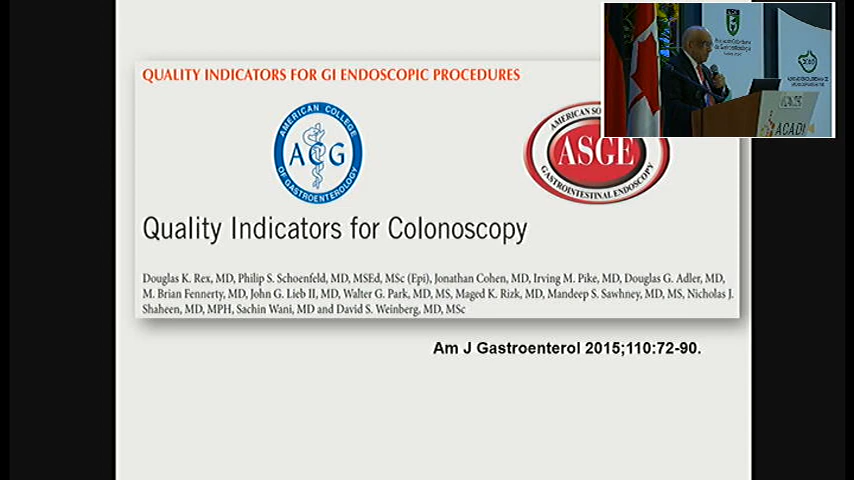 QUALITY INDICATORS FOR GI ENDOSCOPIC PROCEDURES
AMERICAN COLLEGE
ACG
OF GASTROENTEROLOGY
AMERICAN SO
ASGE
GASTROINTESTINAL ENDOSCOPY
Quality Indicators for Colonoscopy
Douglas K. Rex, MD, Philip S. Schoenfeld, MD, MSEd, MSc (Epi), Jonathan Cohen, MD, Irving M. Pike, MD, Douglas G. Adler, MD,
M. Brian Fennerty, MD, John G. Lieb II, MD, Walter G. Park, MD, MS, Maged K. Rizk, MD, Mandeep S. Sawhney, MD, MS, Nicholas J.
Shaheen, MD, MPH, Sachin Wani, MD and David S. Weinberg, MD, MSc
Am J Gastroenterol 2015;110:72-90.
ACADI